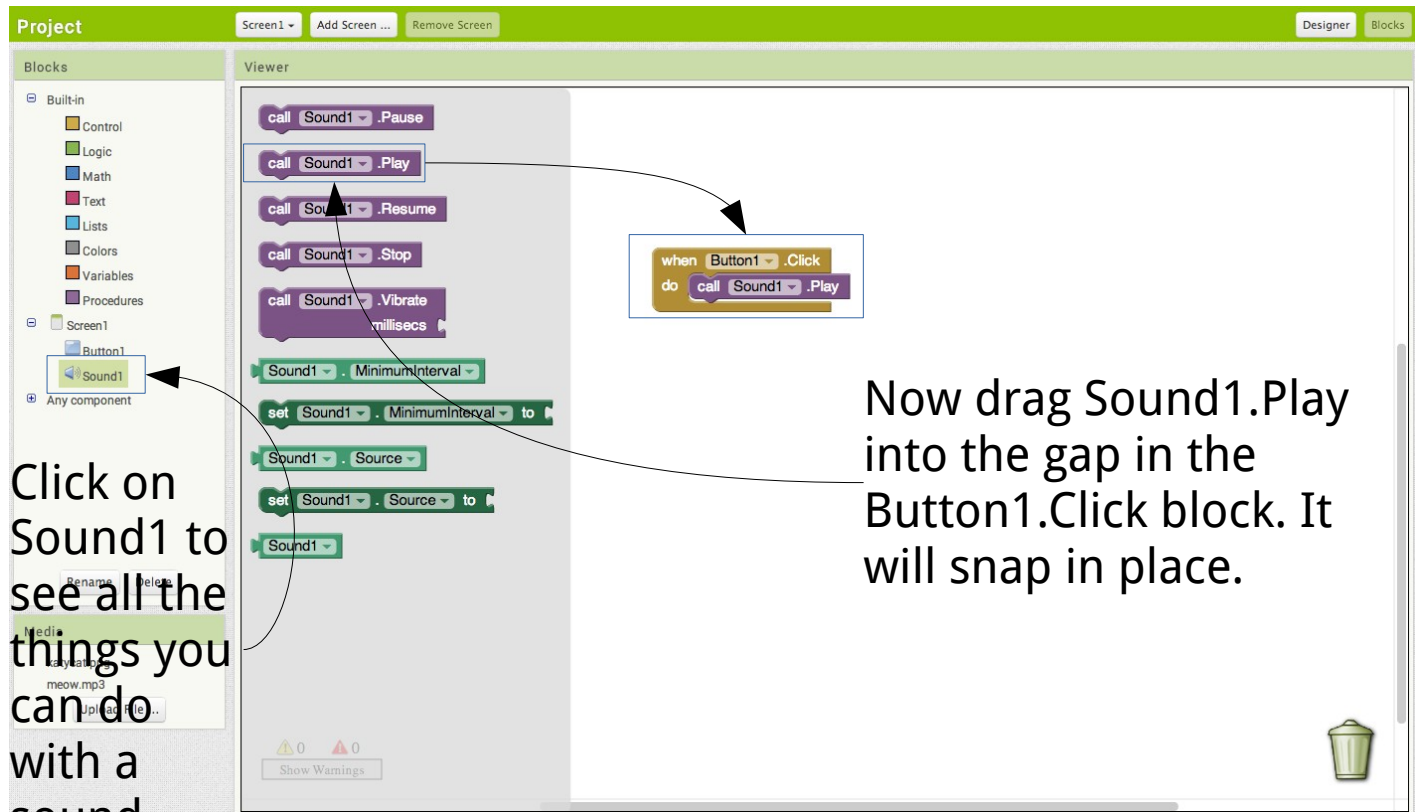 Project
Screen1
Add Screen ...
Remove Screen
Designer
Blocks
Blocks
Built-in
Control
Logic
Math
Text
Lists
Colors
Variables
Procedures
Screen1
Button1
Sound1
Any component
Rename
Delete
Media
katycat.png
meow.mp3
Upload File ...
Click on
Sound1 to
see all the
things you
can do
with a
sound
Viewer
call Sound1 .Pause
call Sound1 .Play
call Sound1 .Resume
call Sound1 .Stop
call Sound1 .Vibrate
millisecs
Sound1 . MinimumInterval
set Sound1 . MinimumInterval to
Sound1 . Source
set Sound1 . Source to
Sound1
0 0
Show Warnings
when Button1 .Click
do call Sound1 .Play
Now drag Sound1.Play
into the gap in the
Button1.Click block. It
will snap in place.